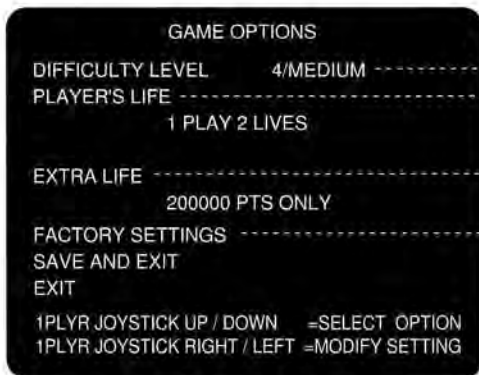 GAME OPTIONS
DIFFICULTY LEVEL 4/MEDIUM ----------
PLAYER'S LIFE ------------------------------
1 PLAY 2 LIVES
EXTRA LIFE ---------------------------------
200000 PTS ONLY
FACTORY SETTINGS ------------------------
SAVE AND EXIT
EXIT
1PLYR JOYSTICK UP / DOWN =SELECT OPTION
1PLYR JOYSTICK RIGHT / LEFT =MODIFY SETTING